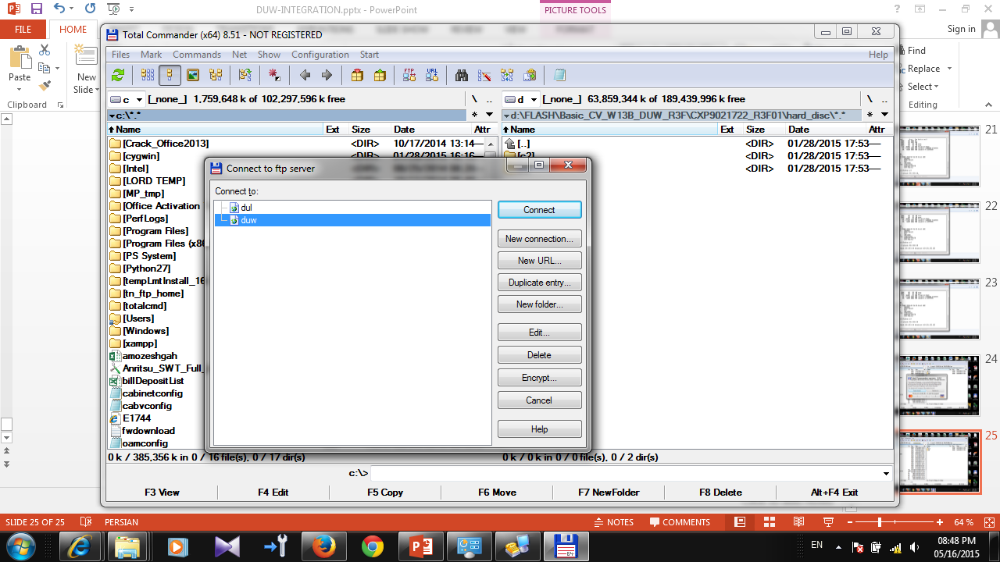 DUW-INTEGRATION.pptx - PowerPoint
PICTURE TOOLS
FILE
HOME
Sign in
Total Commander (x64) 8.51 - NOT REGISTERED
Files Mark Commands Net Show Configuration Start Help
Paste
New
Slide
Clipboard
Find
Replace
Select
Editing
FTP
URL
c [_none_] 1,759,648 k of 102,297,596 k free \ ..
d [_none_] 63,859,344 k of 189,439,996 k free \ ..
c:\*.* *
d:\FLASH\Basic_CV_W13B_DUW_R3F\CXP9021722_R3F01\hard_disc\*.* *
Name Ext Size Date Attr
Name Ext Size Date Attr
[Crack_Office2013] <DIR> 10/17/2014 13:14 ----
[cygwin] <DIR> 01/28/2015 16:16 ----
[Intel]
[LORD TEMP]
[MP_tmp]
[Office Activation
[PerfLogs]
[Program Files]
[Program Files (x86
[PS System]
[Python27]
[tempLmtInstall_16
[tn_ftp_home]
[totalcmd]
[Users]
[Windows]
[xampp]
amozeshgah
Anritsu_SWT_Full_
billDepositList
cabinetconfig
cabvconfig
E1744
fwdownload
oamconfig
[..] <DIR> 01/28/2015 17:53 ----
[c2] <DIR> 01/28/2015 17:53 ----
<DIR> 01/28/2015 17:53 ----
Connect to ftp server
Connect to:
dul
duw
Connect
New connection...
New URL...
Duplicate entry...
New folder...
Edit...
Delete
Encrypt...
Cancel
Help
0 k / 385,356 k in 0 / 16 file(s), 0 / 17 dir(s)
0 k / 0 k in 0 / 0 file(s), 0 / 2 dir(s)
c:\>
F3 View F4 Edit F5 Copy F6 Move F7 NewFolder F8 Delete Alt+F4 Exit
21
22
23
24
25
SLIDE 25 OF 25 PERSIAN NOTES COMMENTS 64 %
64
EN
08:48 PM
05/16/2015